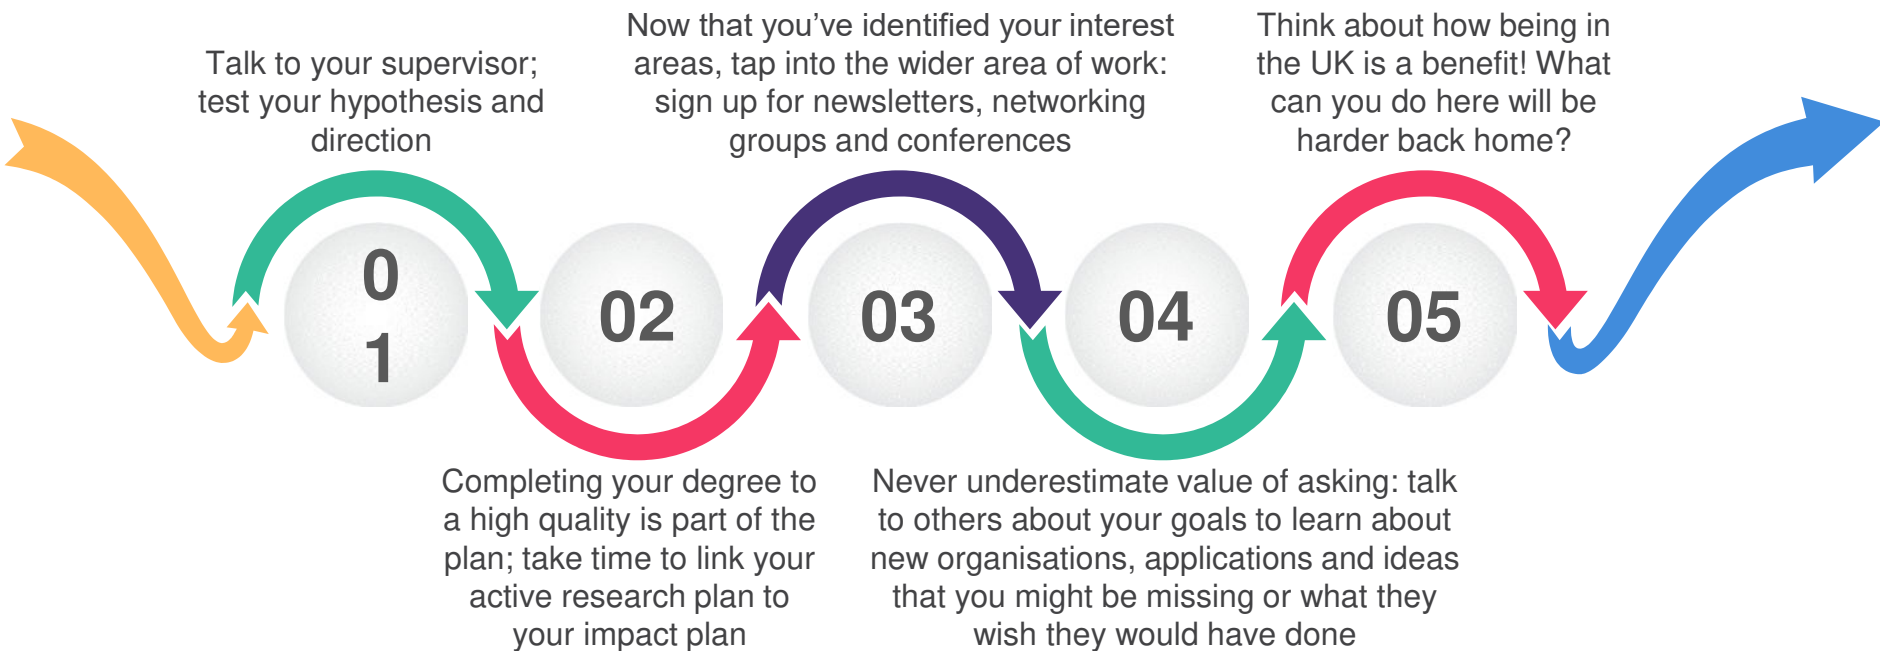 Talk to your supervisor;
test your hypothesis and
direction
0
1
Completing your degree to
a high quality is part of the
plan; take time to link your
active research plan to
your impact plan
02
Now that you’ve identified your interest
areas, tap into the wider area of work:
sign up for newsletters, networking
groups and conferences
03
Never underestimate value of asking: talk
to others about your goals to learn about
new organisations, applications and ideas
that you might be missing or what they
wish they would have done
04
Think about how being in
the UK is a benefit! What
can you do here will be
harder back home?
05